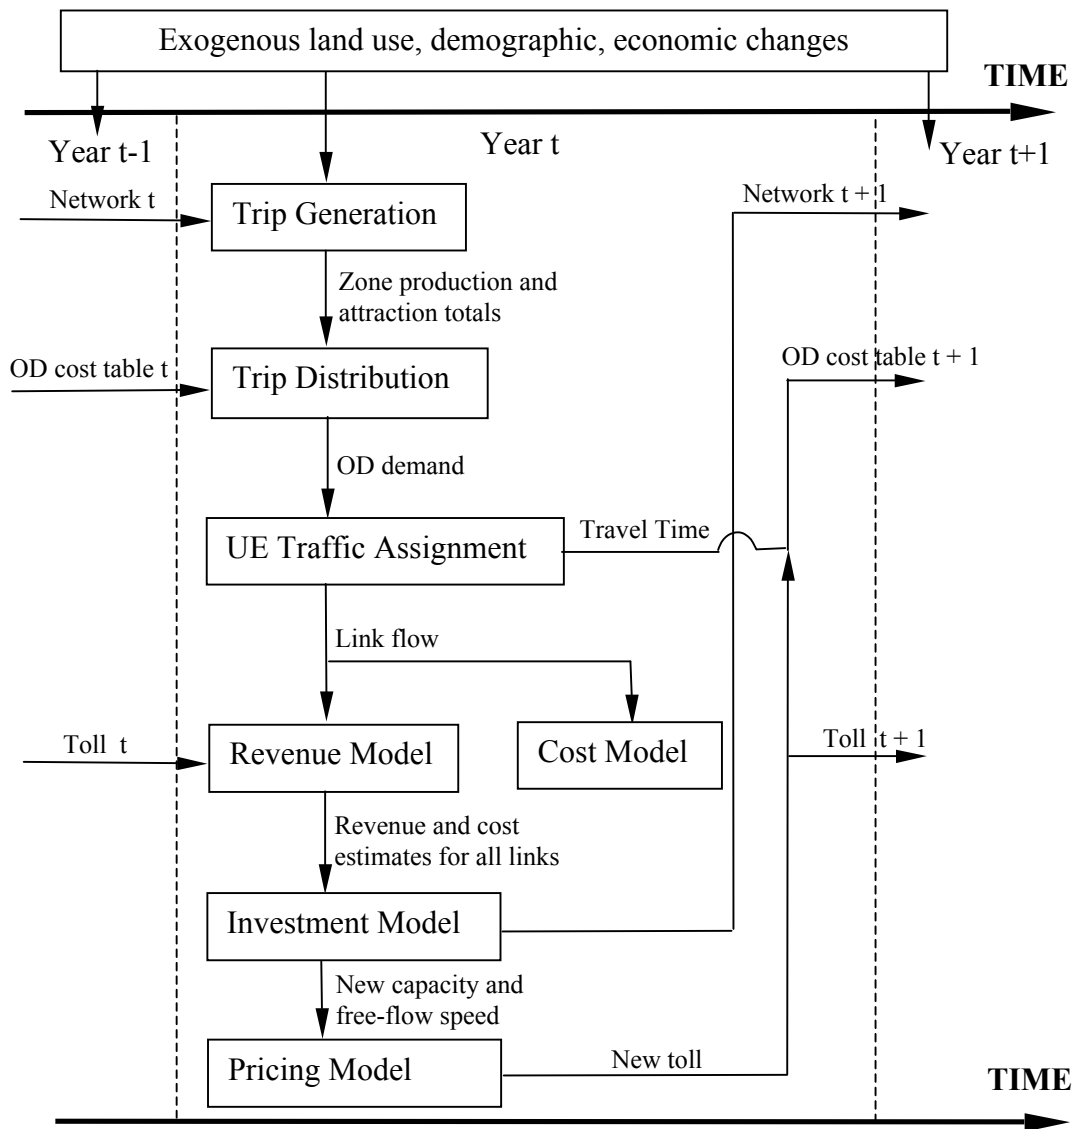 Exogenous land use, demographic, economic changes
TIME
Year t-1
Year t
Year t+1
Network t
Trip Generation
Network t + 1
Zone production and
attraction totals
OD cost table t
Trip Distribution
OD cost table t + 1
OD demand
UE Traffic Assignment
Travel Time
Link flow
Toll t
Revenue Model
Cost Model
Toll t + 1
Revenue and cost
estimates for all links
Investment Model
New capacity and
free-flow speed
Pricing Model
New toll
TIME